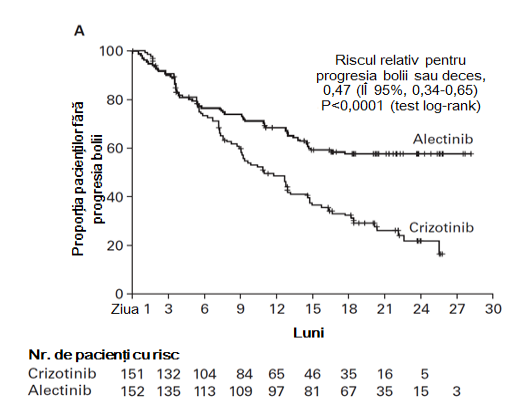 A
Riscul relativ pentru
progresia bolii sau deces,
0,47 (IÎ 95%, 0,34-0,65)
P<0,0001 (test log-rank)
Proporția pacienților fără
progresia bolii
100
80
60
40
20
0
Alectinib
Crizotinib
Ziua 1 3 6 9 12 15 18 21 24 27 30
Luni
Nr. de pacienți cu risc
Crizotinib 151 132 104 84 65 46 35 16 5
Alectinib 152 135 113 109 97 81 67 35 15 3